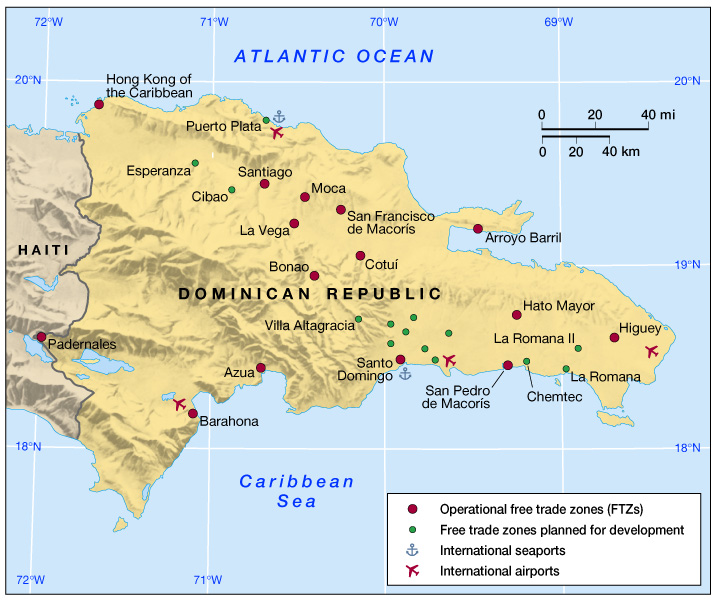 72°W
71°W
70°W
69°W
ATLANTIC OCEAN
20°N
20°N
Hong Kong of
the Caribbean
0 20 40 mi
0 20 40 km
Puerto Plata
Esperanza
Santiago
Cibao
Moca
San Francisco
de Macorís
La Vega
Arroyo Barril
HAITI
Cotuí
19°N
Bonao
DOMINICAN REPUBLIC
Hato Mayor
Villa Altagracia
Higuey
La Romana II
Padernales
Azua
Santo
Domingo
La Romana
San Pedro
de Macorís
Chemtec
Barahona
18°N
18°N
Caribbean
Sea
Operational free trade zones (FTZs)
Free trade zones planned for development
International seaports
International airports
72°W
71°W